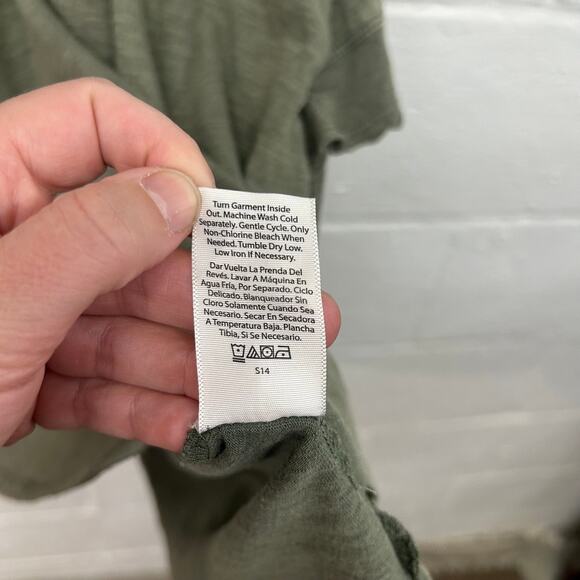 Turn Garment Inside
Out. Machine Wash Cold
Separately. Gentle Cycle. Only
Non-Chlorine Bleach When
Needed. Tumble Dry Low.
Low Iron If Necessary.
Dar Vuelta La Prenda Del
Revés. Lavar A Máquina En
Agua Fría, Por Separado. Ciclo
Delicado. Blanqueador Sin
Cloro Solamente Cuando Sea
Necesario. Secar En Secadora
A Temperatura Baja. Plancha
Tibia, Si Se Necesario.
S14